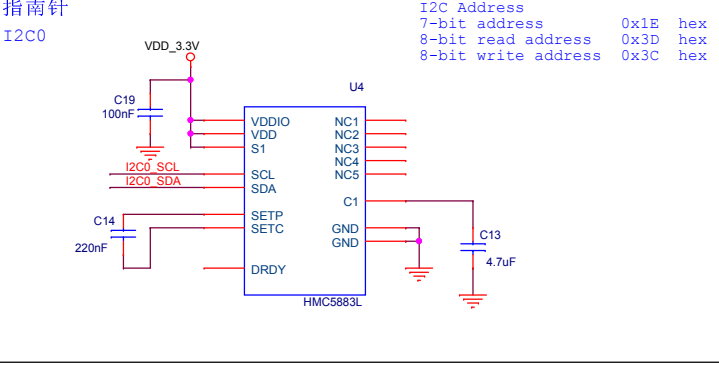 指南针
I2C0
I2C Address
7-bit address 0x1E hex
8-bit read address 0x3D hex
8-bit write address 0x3C hex
VDD_3.3V
U4
C19
100nF
VDDIO
VDD
S1
SCL
SDA
SETP
SETC
DRDY
NC1
NC2
NC3
NC4
NC5
C1
GND
GND
I2C0_SCL
I2C0_SDA
C14
220nF
C13
4.7uF
HMC5883L